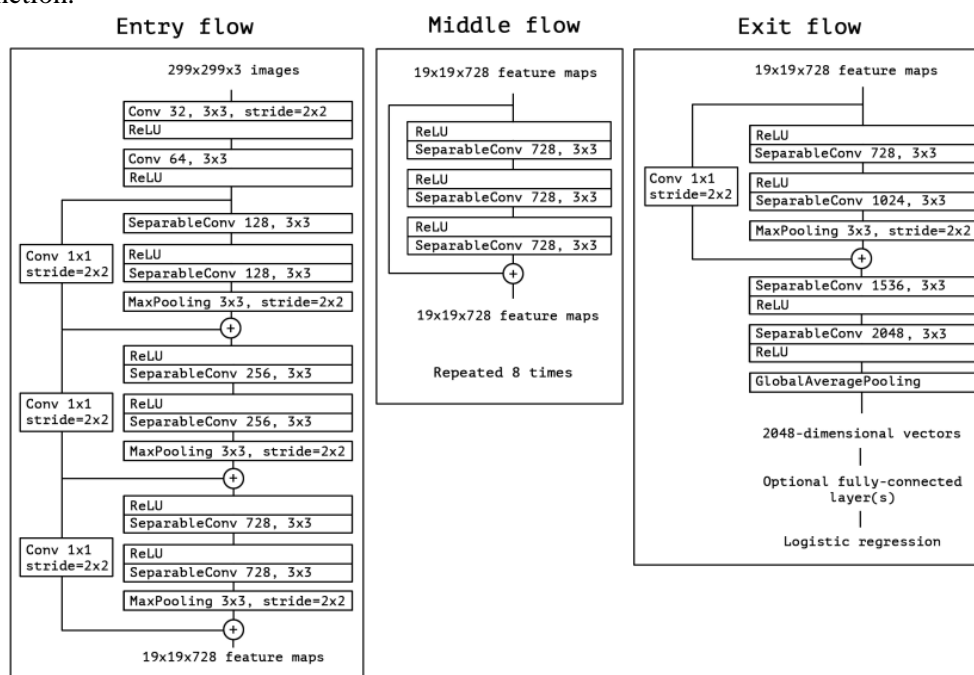 Entry flow
299x299x3 images
Conv 32, 3x3, stride=2x2
ReLU
Conv 64, 3x3
ReLU
SeparableConv 128, 3x3
Conv 1x1
stride=2x2
ReLU
SeparableConv 128, 3x3
MaxPooling 3x3, stride=2x2
+
ReLU
SeparableConv 256, 3x3
Conv 1x1
stride=2x2
ReLU
SeparableConv 256, 3x3
MaxPooling 3x3, stride=2x2
+
ReLU
SeparableConv 728, 3x3
Conv 1x1
stride=2x2
ReLU
SeparableConv 728, 3x3
MaxPooling 3x3, stride=2x2
+
19x19x728 feature maps
Middle flow
19x19x728 feature maps
ReLU
SeparableConv 728, 3x3
ReLU
SeparableConv 728, 3x3
ReLU
SeparableConv 728, 3x3
+
19x19x728 feature maps
Repeated 8 times
Exit flow
19x19x728 feature maps
ReLU
SeparableConv 728, 3x3
Conv 1x1
stride=2x2
ReLU
SeparableConv 1024, 3x3
MaxPooling 3x3, stride=2x2
+
SeparableConv 1536, 3x3
ReLU
SeparableConv 2048, 3x3
ReLU
GlobalAveragePooling
2048-dimensional vectors
Optional fully-connected
layer(s)
Logistic regression